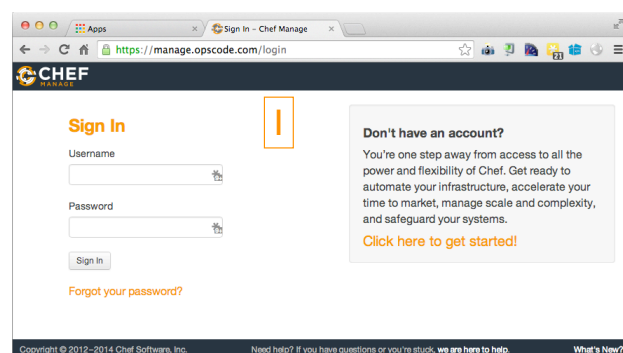 Apps
Sign In – Chef Manage
https://manage.opscode.com/login
21
CHEF
MANAGE
Sign In
I
Don't have an account?
Username
You're one step away from access to all the
power and flexibility of Chef. Get ready to
automate your infrastructure, accelerate your
time to market, manage scale and complexity,
and safeguard your systems.
Password
Click here to get started!
Sign In
Forgot your password?
Copyright © 2012–2014 Chef Software, Inc.
Need help? If you have questions or you're stuck, we are here to help.
What's New?